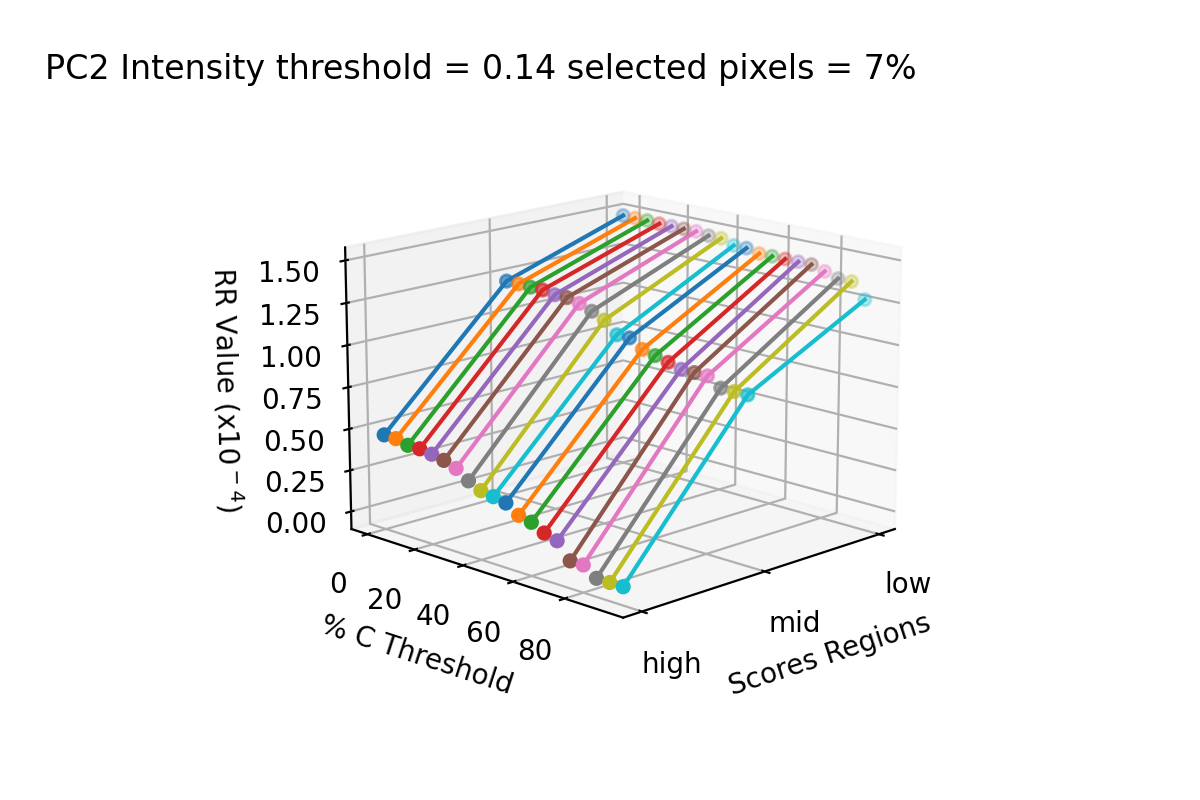 PC2 Intensity threshold = 0.14 selected pixels = 7%
RR Value (x10⁻⁴)
1.50
1.25
1.00
0.75
0.50
0.25
0.00
0
20
40
60
80
% C Threshold
high
mid
low
Scores Regions